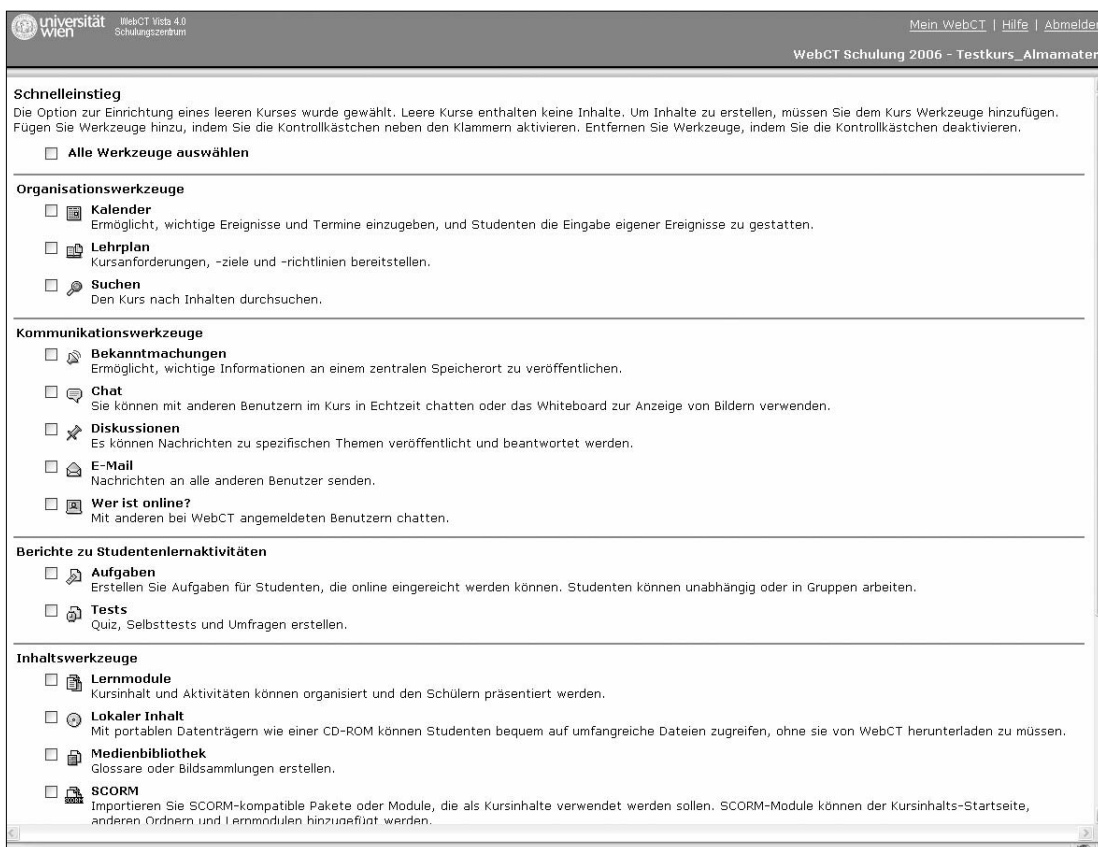 universität
wien
WebCT Vista 4.0
Schulungszentrum
Mein WebCT | Hilfe | Abmelden
WebCT Schulung 2006 - Testkurs_Almamater
Schnelleinstieg
Die Option zur Einrichtung eines leeren Kurses wurde gewählt. Leere Kurse enthalten keine Inhalte. Um Inhalte zu erstellen, müssen Sie dem Kurs Werkzeuge hinzufügen.
Fügen Sie Werkzeuge hinzu, indem Sie die Kontrollkästchen neben den Klammern aktivieren. Entfernen Sie Werkzeuge, indem Sie die Kontrollkästchen deaktivieren.
Alle Werkzeuge auswählen
Organisationswerkzeuge
Kalender
Ermöglicht, wichtige Ereignisse und Termine einzugeben, und Studenten die Eingabe eigener Ereignisse zu gestatten.
Lehrplan
Kursanforderungen, -ziele und -richtlinien bereitstellen.
Suchen
Den Kurs nach Inhalten durchsuchen.
Kommunikationswerkzeuge
Bekanntmachungen
Ermöglicht, wichtige Informationen an einem zentralen Speicherort zu veröffentlichen.
Chat
Sie können mit anderen Benutzern im Kurs in Echtzeit chatten oder das Whiteboard zur Anzeige von Bildern verwenden.
Diskussionen
Es können Nachrichten zu spezifischen Themen veröffentlicht und beantwortet werden.
E-Mail
Nachrichten an alle anderen Benutzer senden.
Wer ist online?
Mit anderen bei WebCT angemeldeten Benutzern chatten.
Berichte zu Studentenlernaktivitäten
Aufgaben
Erstellen Sie Aufgaben für Studenten, die online eingereicht werden können. Studenten können unabhängig oder in Gruppen arbeiten.
Tests
Quiz, Selbsttests und Umfragen erstellen.
Inhaltswerkzeuge
Lernmodule
Kursinhalt und Aktivitäten können organisiert und den Schülern präsentiert werden.
Lokaler Inhalt
Mit portablen Datenträgern wie einer CD-ROM können Studenten bequem auf umfangreiche Dateien zugreifen, ohne sie von WebCT herunterladen zu müssen.
Medienbibliothek
Glossare oder Bildsammlungen erstellen.
SCORM
Importieren Sie SCORM-kompatible Pakete oder Module, die als Kursinhalte verwendet werden sollen. SCORM-Module können der Kursinhalts-Startseite,
anderen Ordnern und Lernmodulen hinzugefügt werden.